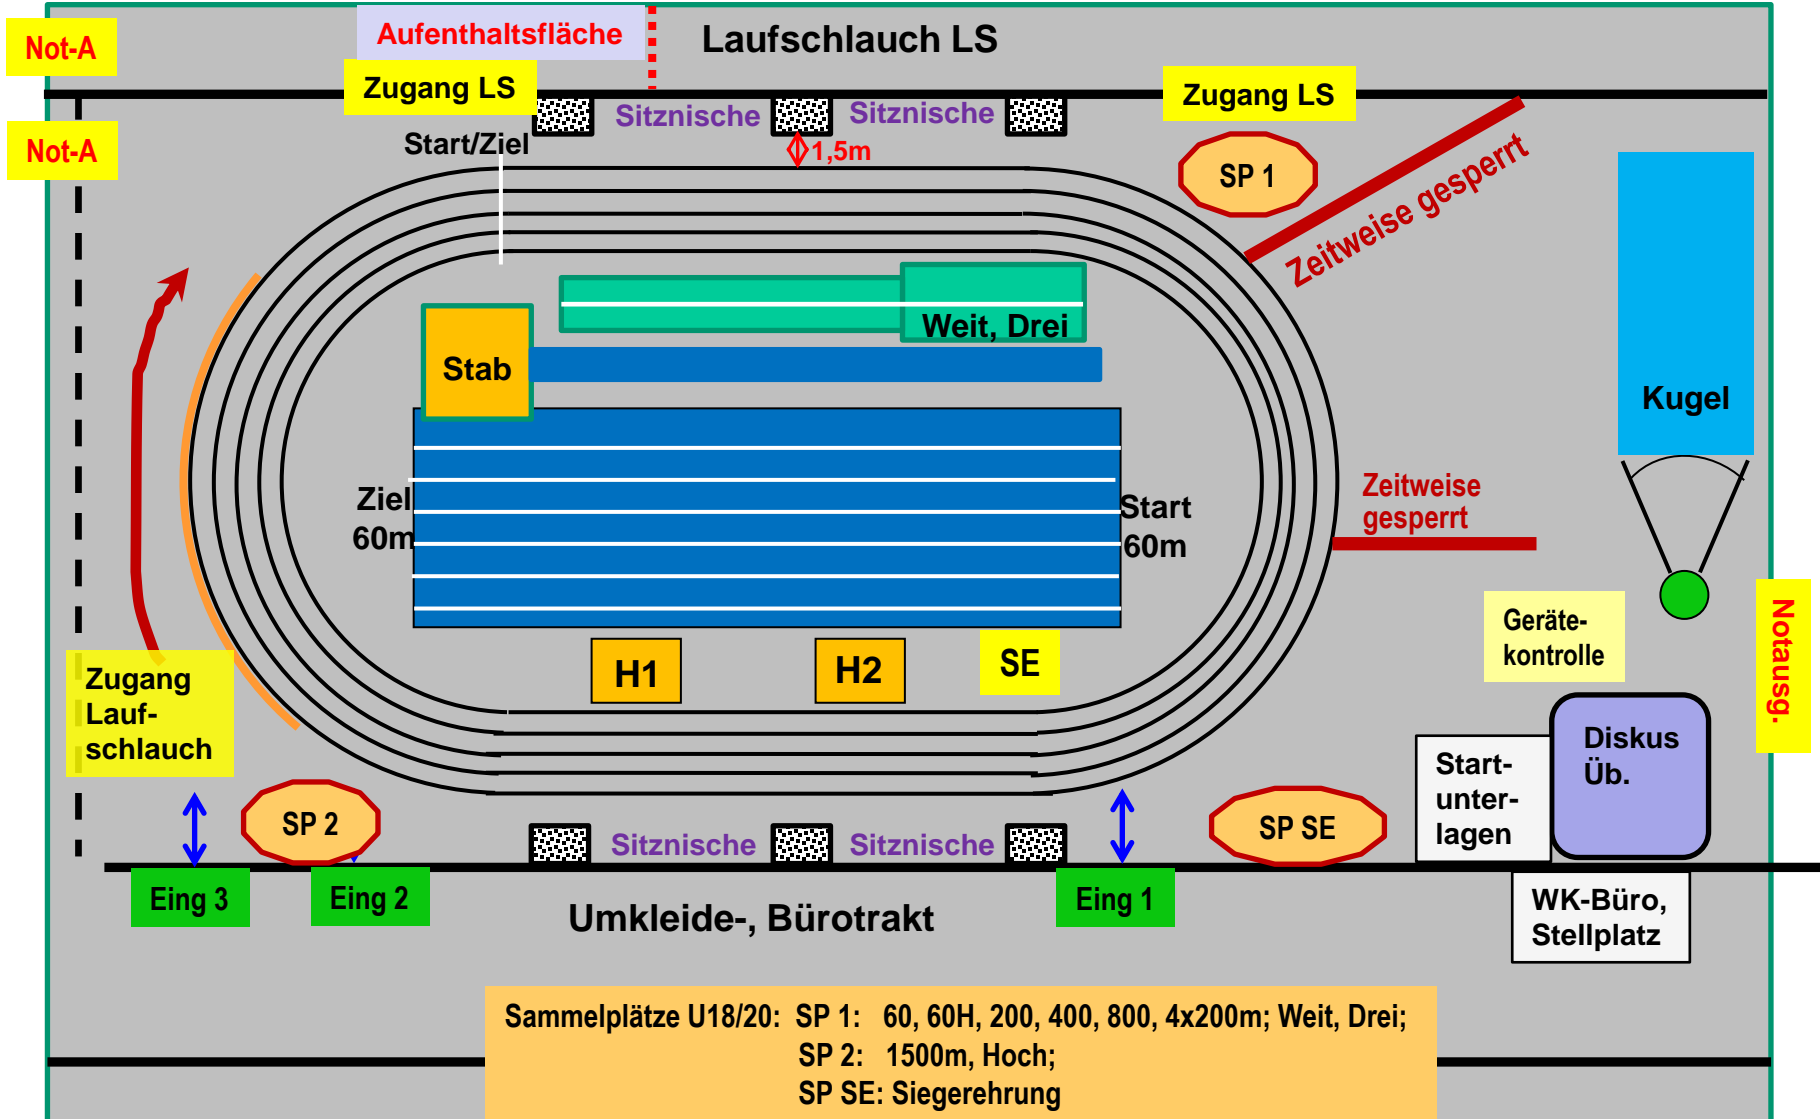 Not-A
Aufenthaltsfläche
Laufschlauch LS
Zugang LS
Zugang LS
Sitznische
Sitznische
Not-A
Start/Ziel
1,5m
SP 1
Zeitweise gesperrt
Weit, Drei
Stab
Kugel
Ziel
60m
Start
60m
Zeitweise
gesperrt
Geräte-
kontrolle
Notausg.
H1
H2
SE
Zugang
Lauf-
schlauch
Start-
unter-
lagen
Diskus
Üb.
SP 2
Sitznische
Sitznische
SP SE
Eing 3
Eing 2
Eing 1
Umkleide-, Bürotrakt
WK-Büro,
Stellplatz
Sammelplätze U18/20: SP 1: 60, 60H, 200, 400, 800, 4x200m; Weit, Drei;
SP 2: 1500m, Hoch;
SP SE: Siegerehrung